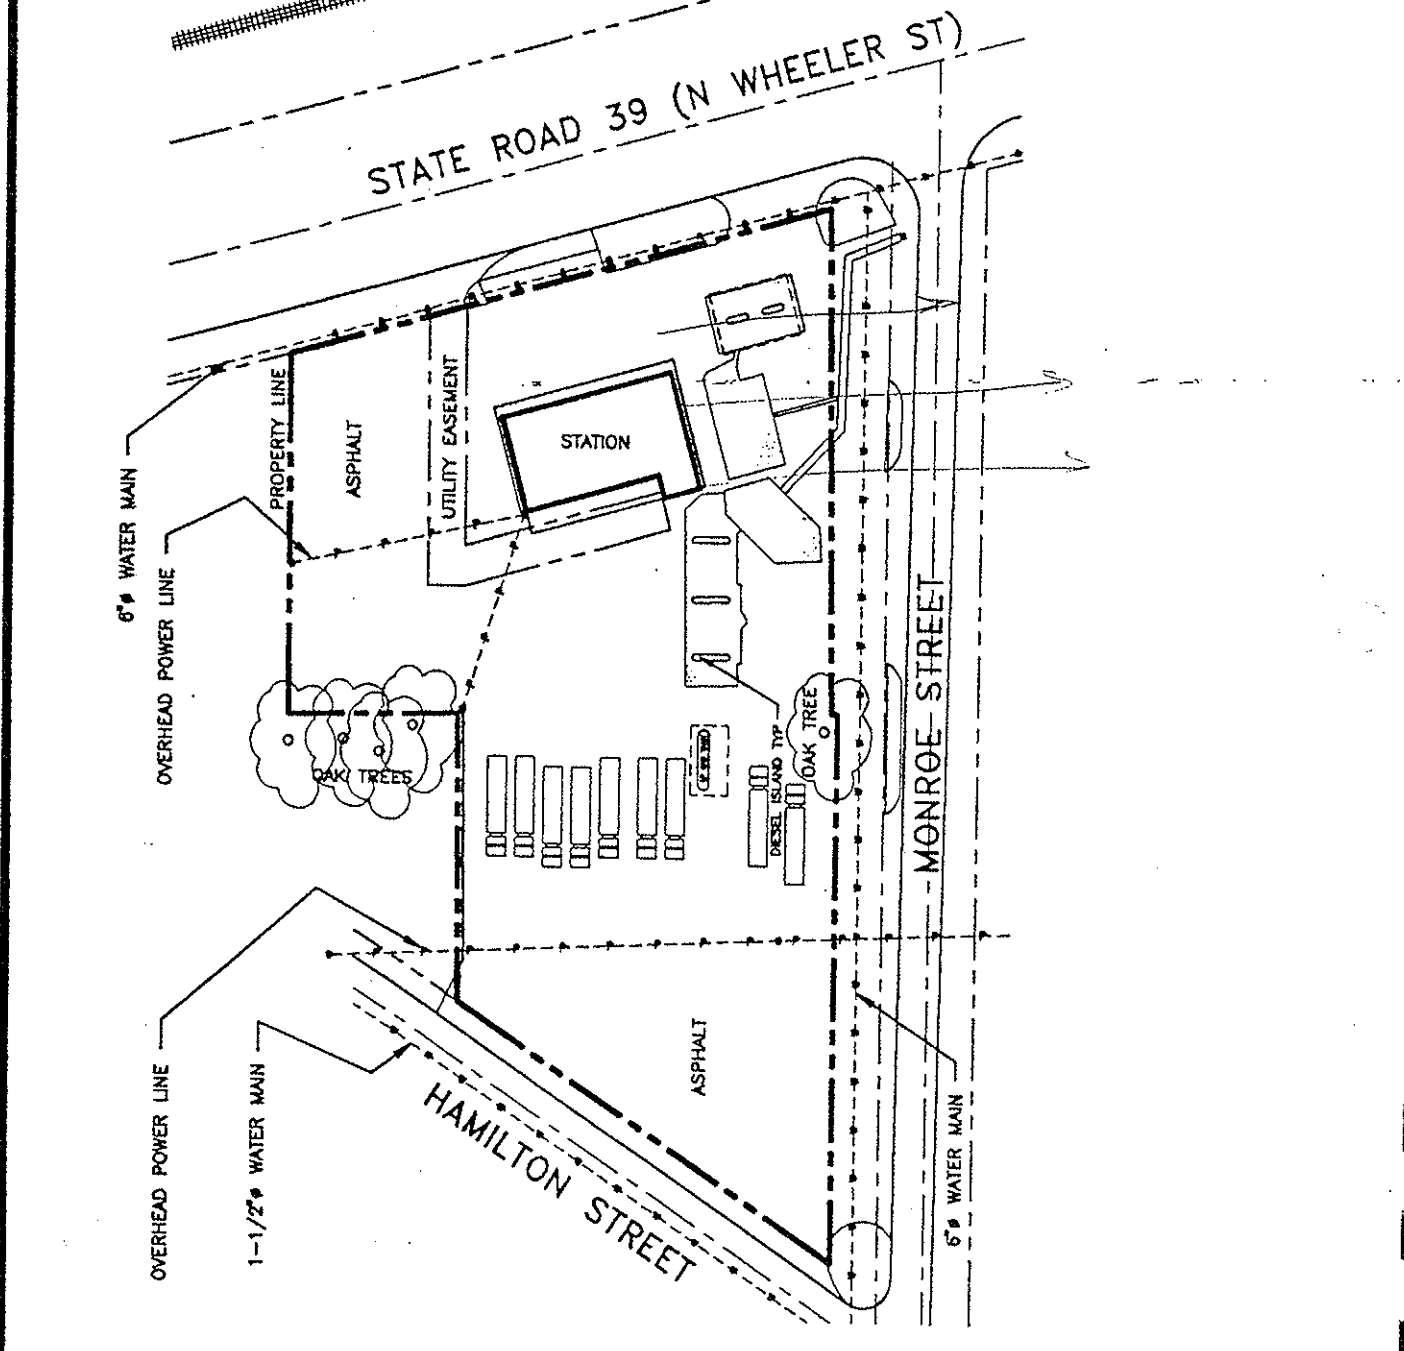 STATE ROAD 39 (N WHEELER ST)
PROPERTY LINE
ASPHALT
UTILITY EASEMENT
STATION
6"ø WATER MAIN
OVERHEAD POWER LINE
OAK TREES
DIESEL ISLAND TYP
OAK TREE
MONROE STREET
OVERHEAD POWER LINE
1-1/2"ø WATER MAIN
ASPHALT
HAMILTON STREET
6"ø WATER MAIN